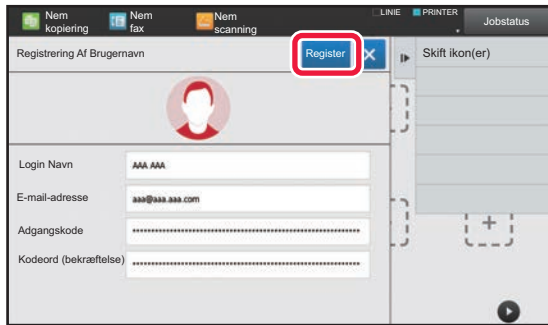 Nem kopiering
Nem fax
Nem scanning
LINIE
PRINTER
Jobstatus
Registrering Af Brugernavn
Register
Skift ikon(er)
Login Navn
AAA AAA
E-mail-adresse
aaa@aaa.aaa.com
Adgangskode
Kodeord (bekræftelse)